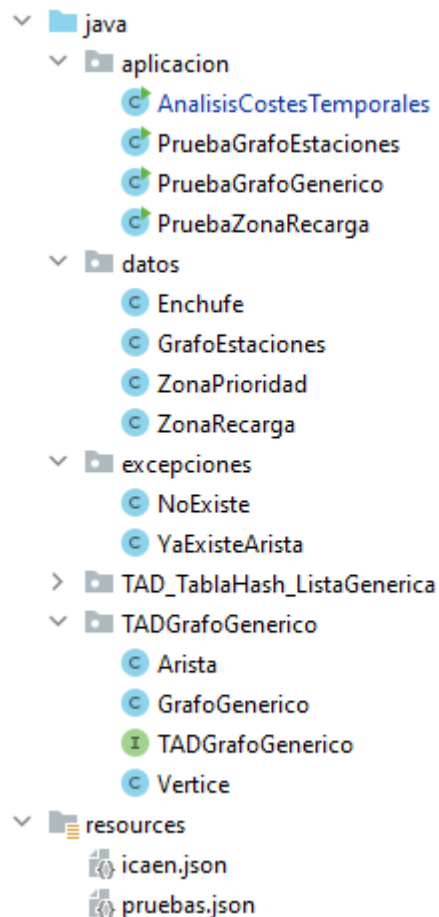 java
aplicacion
AnalisisCostesTemporales
PruebaGrafoEstaciones
PruebaGrafoGenerico
PruebaZonaRecarga
datos
Enchufe
GrafoEstaciones
ZonaPrioridad
ZonaRecarga
excepciones
NoExiste
YaExisteArista
TAD_TablaHash_ListaGenerica
TADGrafoGenerico
Arista
GrafoGenerico
TADGrafoGenerico
Vertice
resources
icaen.json
pruebas.json